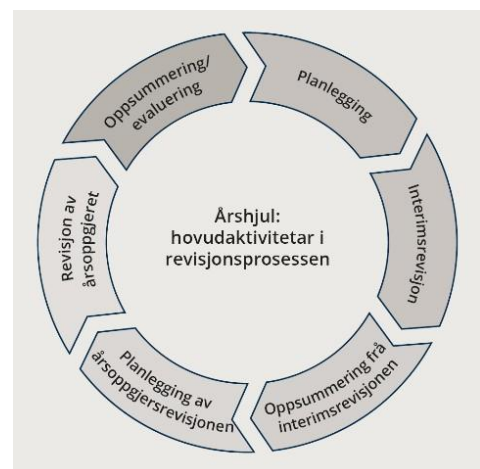 Årshjul:
hovudaktivitetar i
revisjonsprosessen
Planlegging
Interimsrevisjon
Oppsummering frå
interimsrevisjonen
Planlegging av
årsoppgjersrevisjonen
Revisjon av
årsoppgjeret
Oppsummering/
evaluering